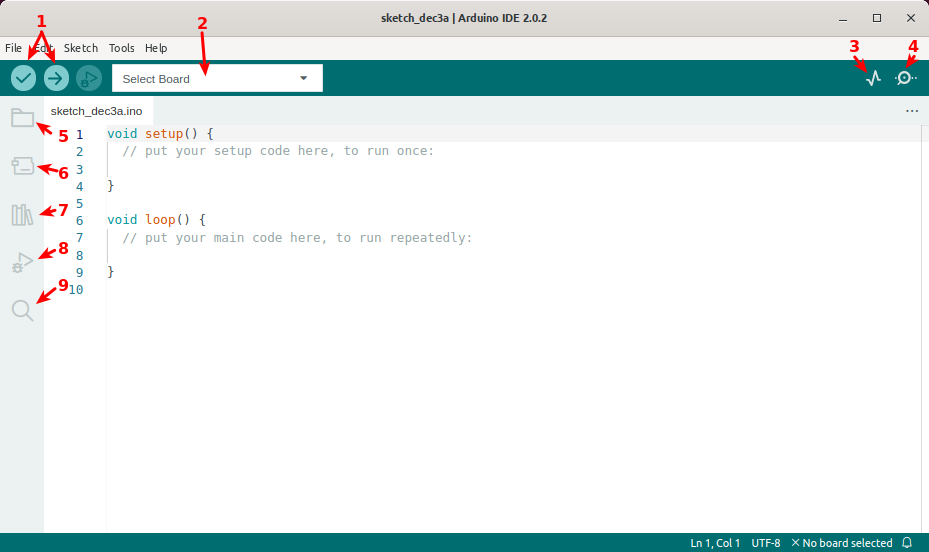 sketch_dec3a | Arduino IDE 2.0.2
1
2
File Edit Sketch Tools Help
3
4
Select Board
sketch_dec3a.ino
5
6
7
8
9
1 void setup() {
2 // put your setup code here, to run once:
3
4 }
5
6 void loop() {
7 // put your main code here, to run repeatedly:
8
9 }
10
Ln 1, Col 1 UTF-8 No board selected